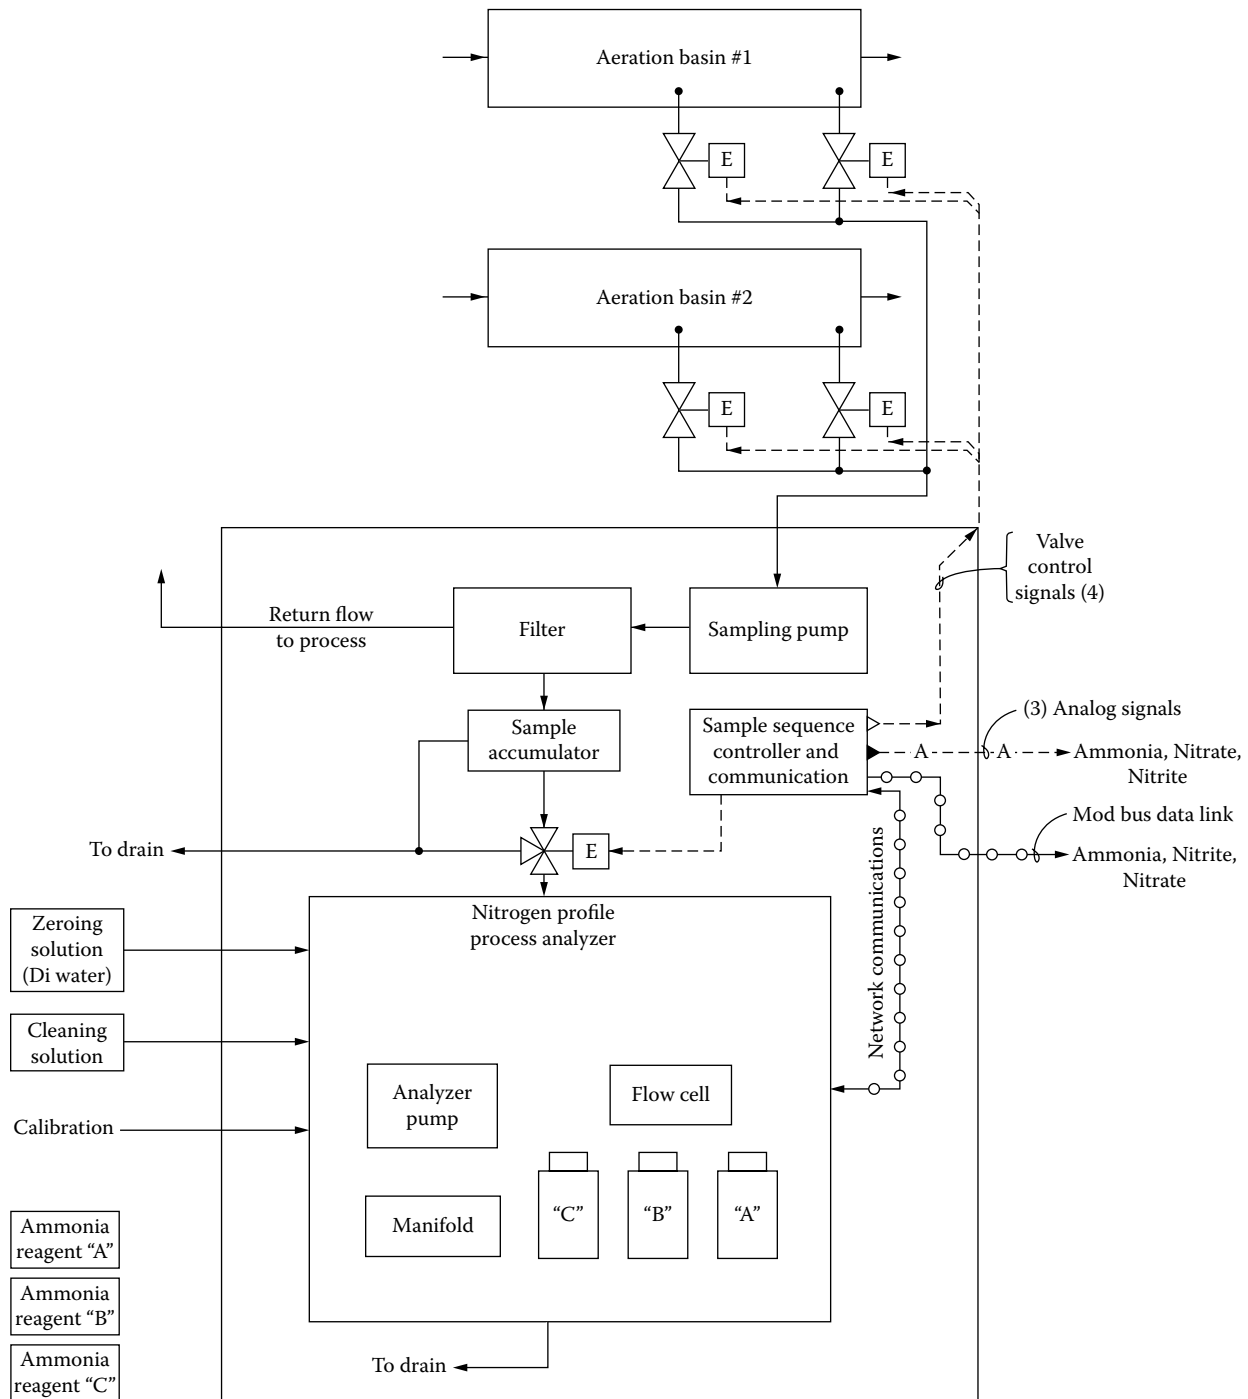 Aeration basin #1
E
E
Aeration basin #2
E
E
Valve
control
signals (4)
Return flow
to process
Filter
Sampling pump
(3) Analog signals
Sample
accumulator
Sample sequence
controller and
communication
A
A
Ammonia, Nitrate,
Nitrite
Mod bus data link
To drain
E
Ammonia, Nitrite,
Nitrate
Network communications
Nitrogen profile
process analyzer
Zeroing
solution
(Di water)
Cleaning
solution
Calibration
Analyzer
pump
Flow cell
Manifold
“C”
“B”
“A”
Ammonia
reagent “A”
Ammonia
reagent “B”
Ammonia
reagent “C”
To drain